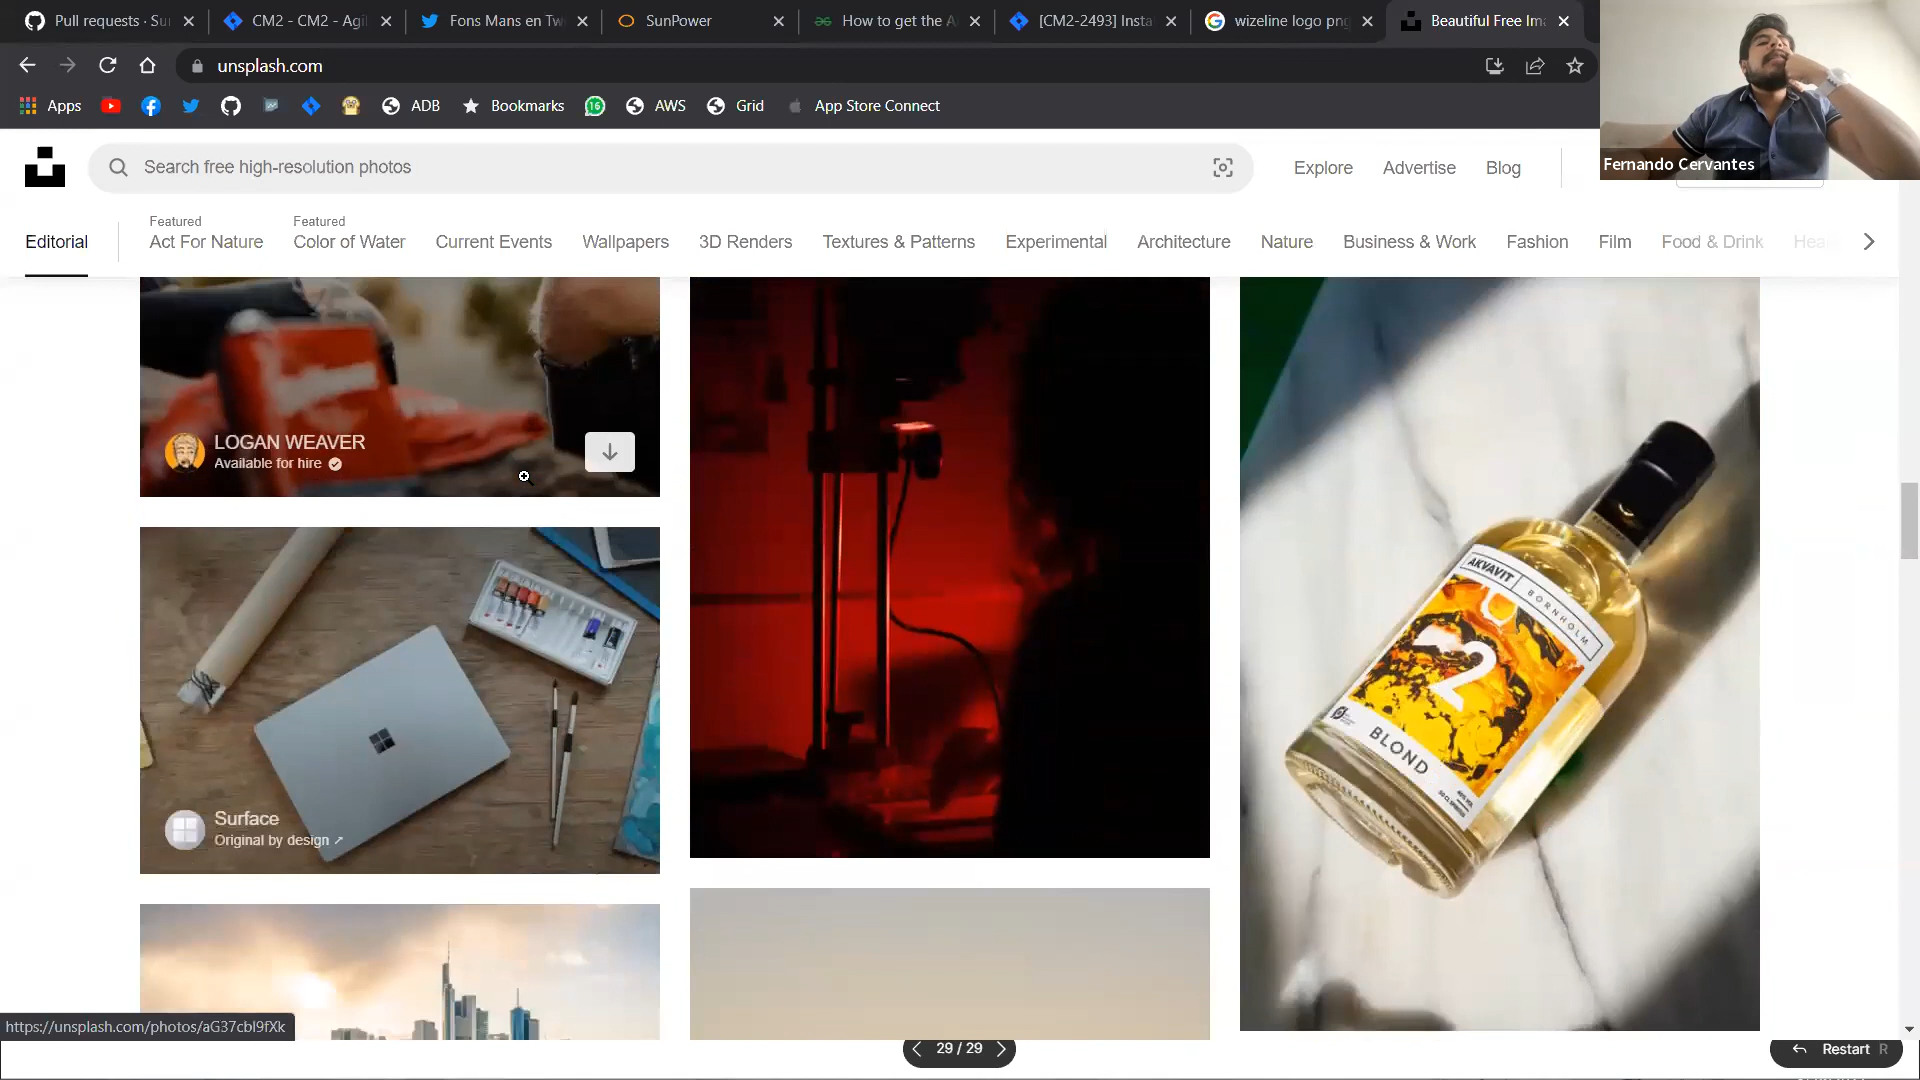 Pull requests · Su
CM2 - CM2 - Agi
Fons Mans en Tw
SunPower
How to get the A
[CM2-2493] Insta
wizeline logo png
Beautiful Free Im
unsplash.com
Apps
ADB
Bookmarks
16
AWS
Grid
App Store Connect
Fernando Cervantes
Search free high-resolution photos
Explore
Advertise
Blog
Editorial
Featured
Act For Nature
Featured
Color of Water
Current Events
Wallpapers
3D Renders
Textures & Patterns
Experimental
Architecture
Nature
Business & Work
Fashion
Film
Food & Drink
Hea
LOGAN WEAVER
Available for hire
Surface
Original by design
AKVAVIT
BORNHOLM
2
BLOND
https://unsplash.com/photos/aG37cbl9fXk
29 / 29
Restart R